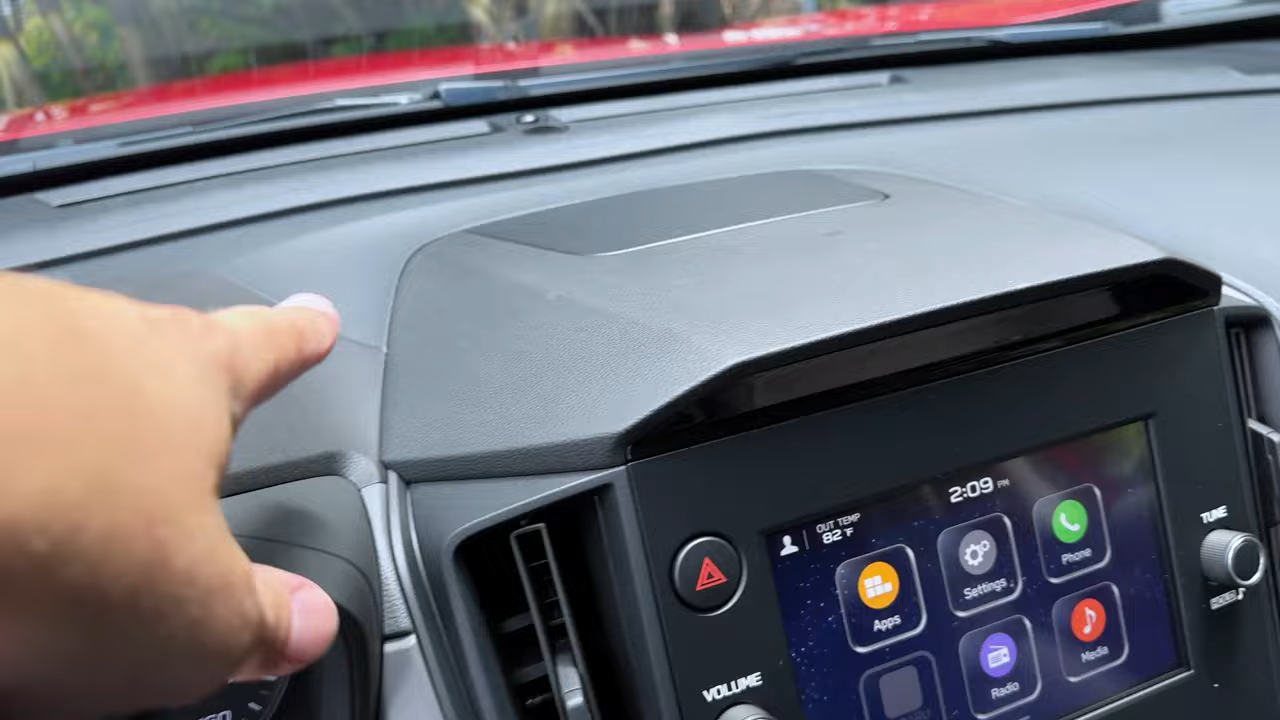 2:09 PM
OUT TEMP
82°F
Apps
Settings
Phone
Radio
Media
VOLUME
TUNE